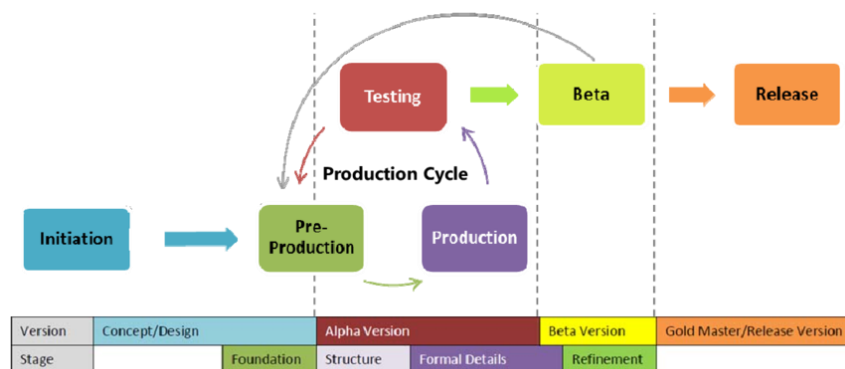 Testing
Beta
Release
Production Cycle
Initiation
Pre-
Production
Production
Version
Concept/Design
Alpha Version
Beta Version
Gold Master/Release Version
Stage
Foundation
Structure
Formal Details
Refinement